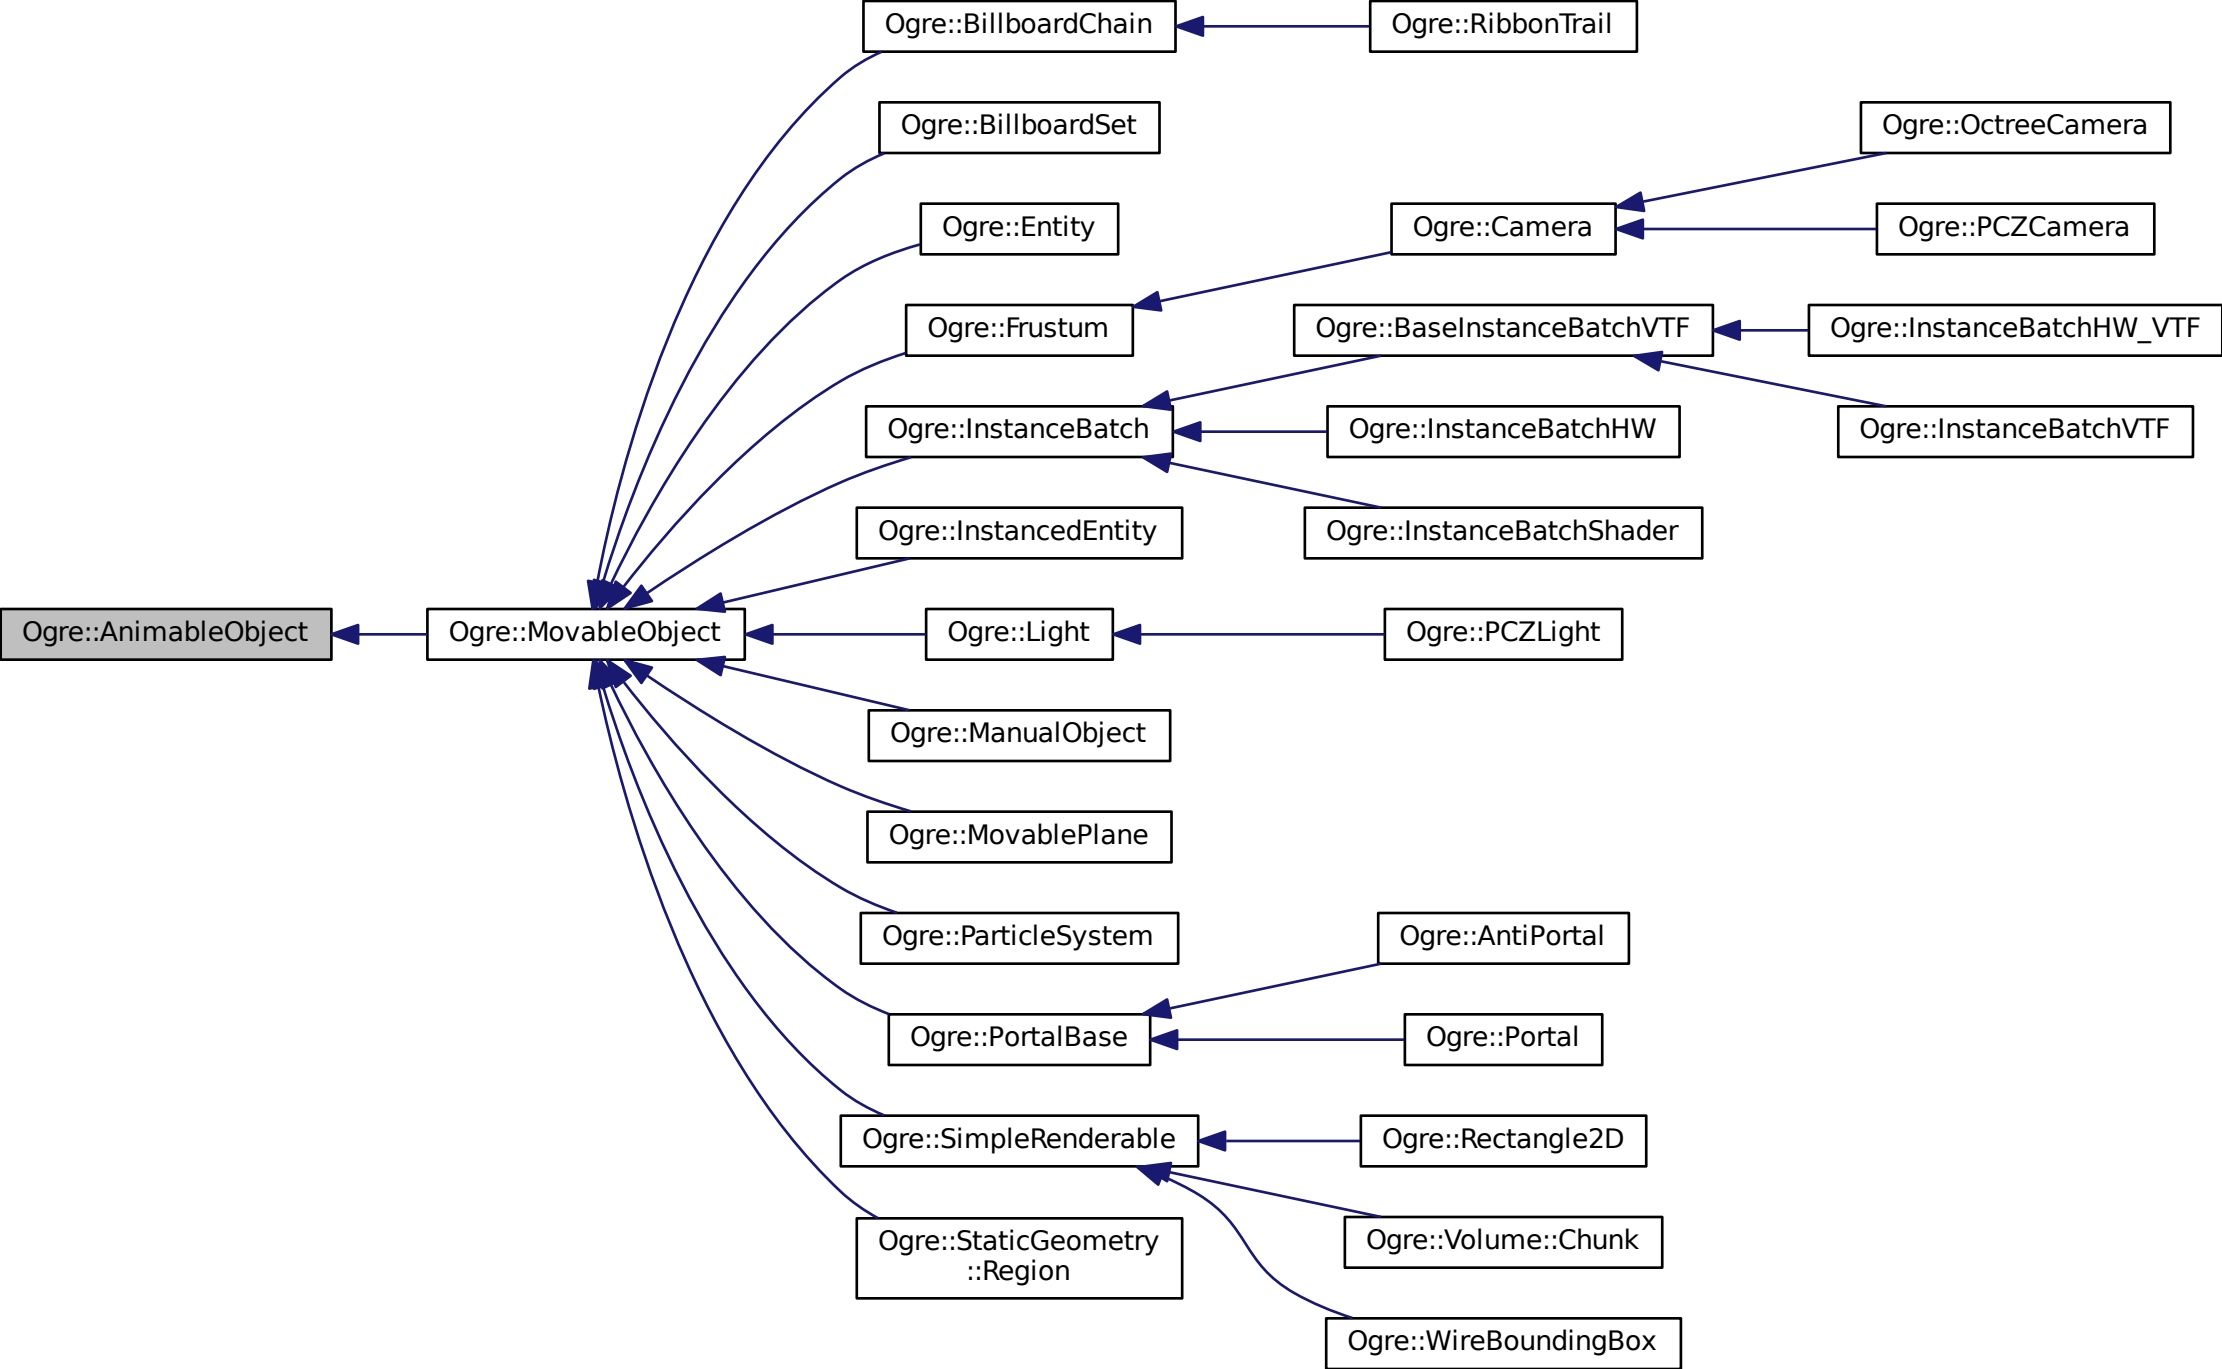 Ogre::BillboardChain
Ogre::RibbonTrail
Ogre::BillboardSet
Ogre::OctreeCamera
Ogre::Entity
Ogre::Camera
Ogre::PCZCamera
Ogre::Frustum
Ogre::BaseInstanceBatchVTF
Ogre::InstanceBatchHW_VTF
Ogre::InstanceBatch
Ogre::InstanceBatchHW
Ogre::InstanceBatchVTF
Ogre::InstancedEntity
Ogre::InstanceBatchShader
Ogre::AnimableObject
Ogre::MovableObject
Ogre::Light
Ogre::PCZLight
Ogre::ManualObject
Ogre::MovablePlane
Ogre::ParticleSystem
Ogre::AntiPortal
Ogre::PortalBase
Ogre::Portal
Ogre::SimpleRenderable
Ogre::Rectangle2D
Ogre::StaticGeometry
::Region
Ogre::Volume::Chunk
Ogre::WireBoundingBox